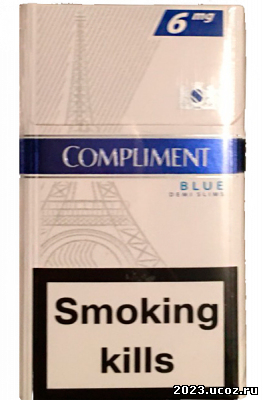 6 mg
COMPLIMENT
BLUE
DEMI SLIMS
Smoking
kills
2023.ucoz.ru